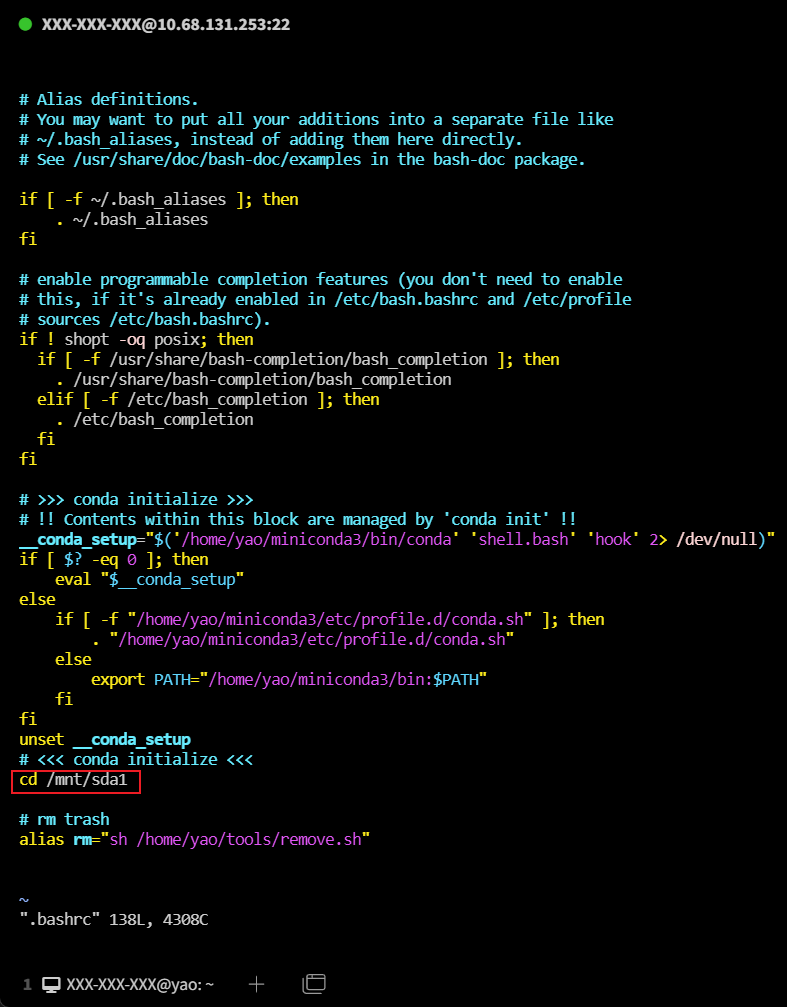 XXX-XXX-XXX@10.68.131.253:22
# Alias definitions.
# You may want to put all your additions into a separate file like
# ~/.bash_aliases, instead of adding them here directly.
# See /usr/share/doc/bash-doc/examples in the bash-doc package.
if [ -f ~/.bash_aliases ]; then
    . ~/.bash_aliases
fi
# enable programmable completion features (you don't need to enable
# this, if it's already enabled in /etc/bash.bashrc and /etc/profile
# sources /etc/bash.bashrc).
if ! shopt -oq posix; then
  if [ -f /usr/share/bash-completion/bash_completion ]; then
    . /usr/share/bash-completion/bash_completion
  elif [ -f /etc/bash_completion ]; then
    . /etc/bash_completion
  fi
fi
# >>> conda initialize >>>
# !! Contents within this block are managed by 'conda init' !!
__conda_setup="$('/home/yao/miniconda3/bin/conda' 'shell.bash' 'hook' 2> /dev/null)"
if [ $? -eq 0 ]; then
    eval "$__conda_setup"
else
    if [ -f "/home/yao/miniconda3/etc/profile.d/conda.sh" ]; then
        . "/home/yao/miniconda3/etc/profile.d/conda.sh"
    else
        export PATH="/home/yao/miniconda3/bin:$PATH"
    fi
fi
unset __conda_setup
# <<< conda initialize <<<
cd /mnt/sda1
# rm trash
alias rm="sh /home/yao/tools/remove.sh"
~
".bashrc" 138L, 4308C
1 XXX-XXX-XXX@yao: ~